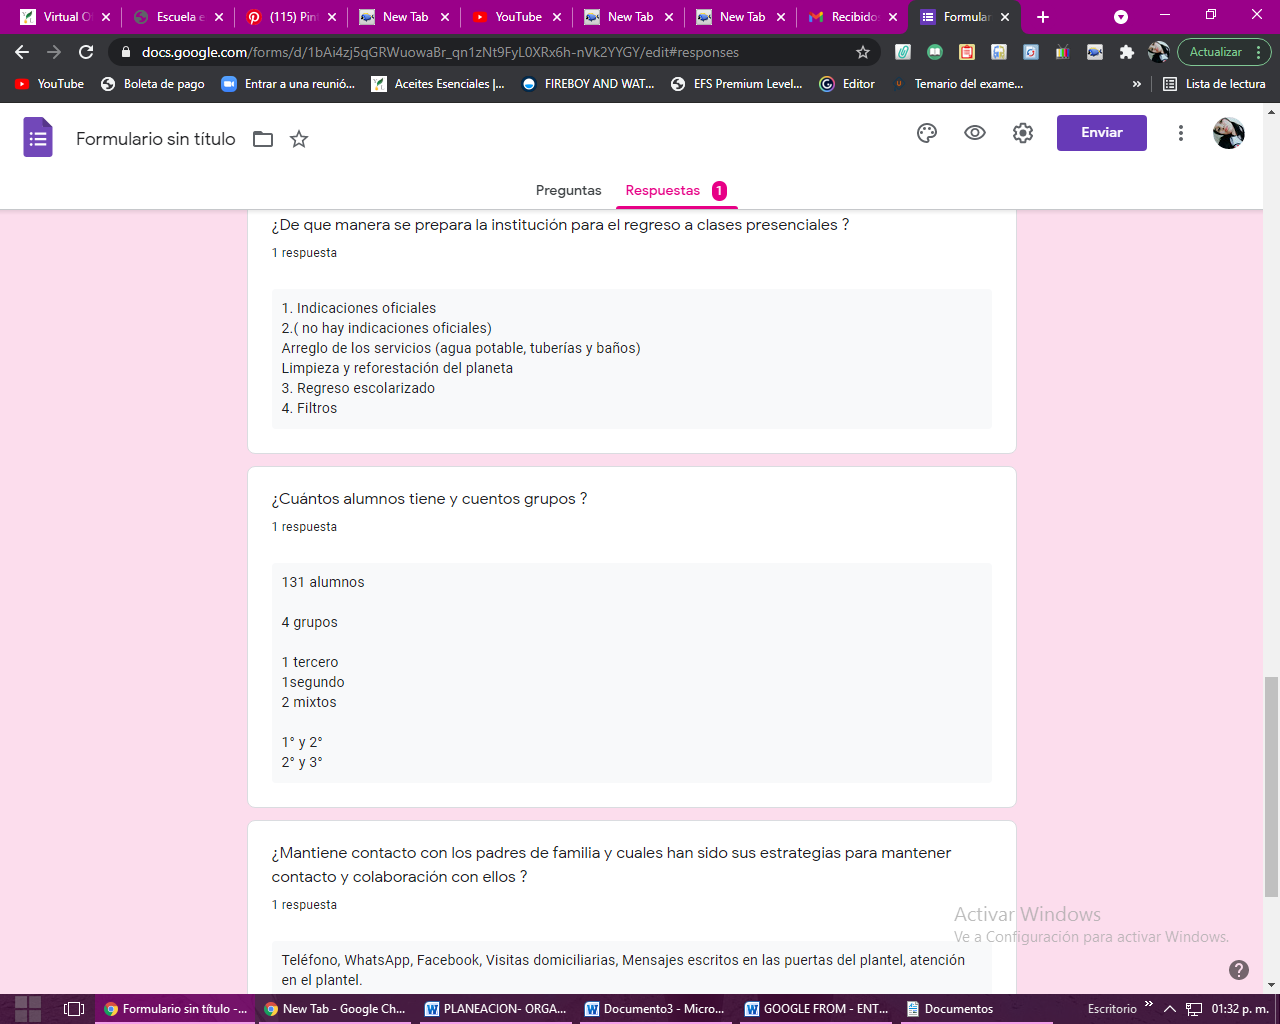 Virtual O
Escuela e
(115) Pin
New Tab
YouTube
New Tab
New Tab
Recibido
Formular
docs.google.com/forms/d/1bAi4zj5qGRWuowaBr_qn1zNt9FyL0XRx6h-nVk2YYGY/edit#responses
Actualizar
YouTube
Boleta de pago
Entrar a una reunió...
Aceites Esenciales |...
FIREBOY AND WAT...
EFS Premium Level...
Editor
Temario del exame...
»
Lista de lectura
Formulario sin título
Enviar
Preguntas
Respuestas 1
¿De que manera se prepara la institución para el regreso a clases presenciales ?
1 respuesta
1. Indicaciones oficiales
2.( no hay indicaciones oficiales)
Arreglo de los servicios (agua potable, tuberías y baños)
Limpieza y reforestación del planeta
3. Regreso escolarizado
4. Filtros
¿Cuántos alumnos tiene y cuentos grupos ?
1 respuesta
131 alumnos
4 grupos
1 tercero
1segundo
2 mixtos
1° y 2°
2° y 3°
¿Mantiene contacto con los padres de familia y cuales han sido sus estrategias para mantener
contacto y colaboración con ellos ?
1 respuesta
Teléfono, WhatsApp, Facebook, Visitas domiciliarias, Mensajes escritos en las puertas del plantel, atención
en el plantel.
Activar Windows
Ve a Configuración para activar Windows.
Formulario sin título -...
New Tab - Google Ch...
PLANEACION- ORGA...
Documento3 - Micro...
GOOGLE FROM - ENT...
Documentos
Escritorio
»
01:32 p. m.